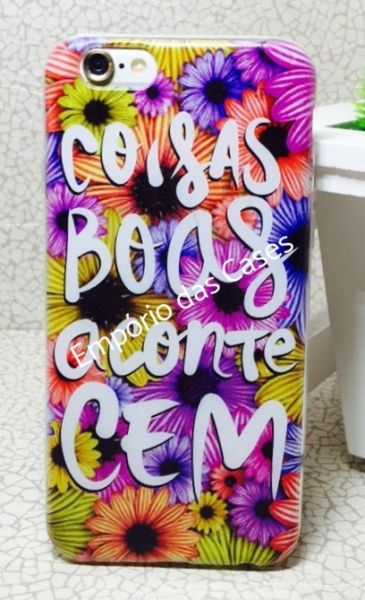 COISAS
BOAS
aconte
CEM
Empório das Cases